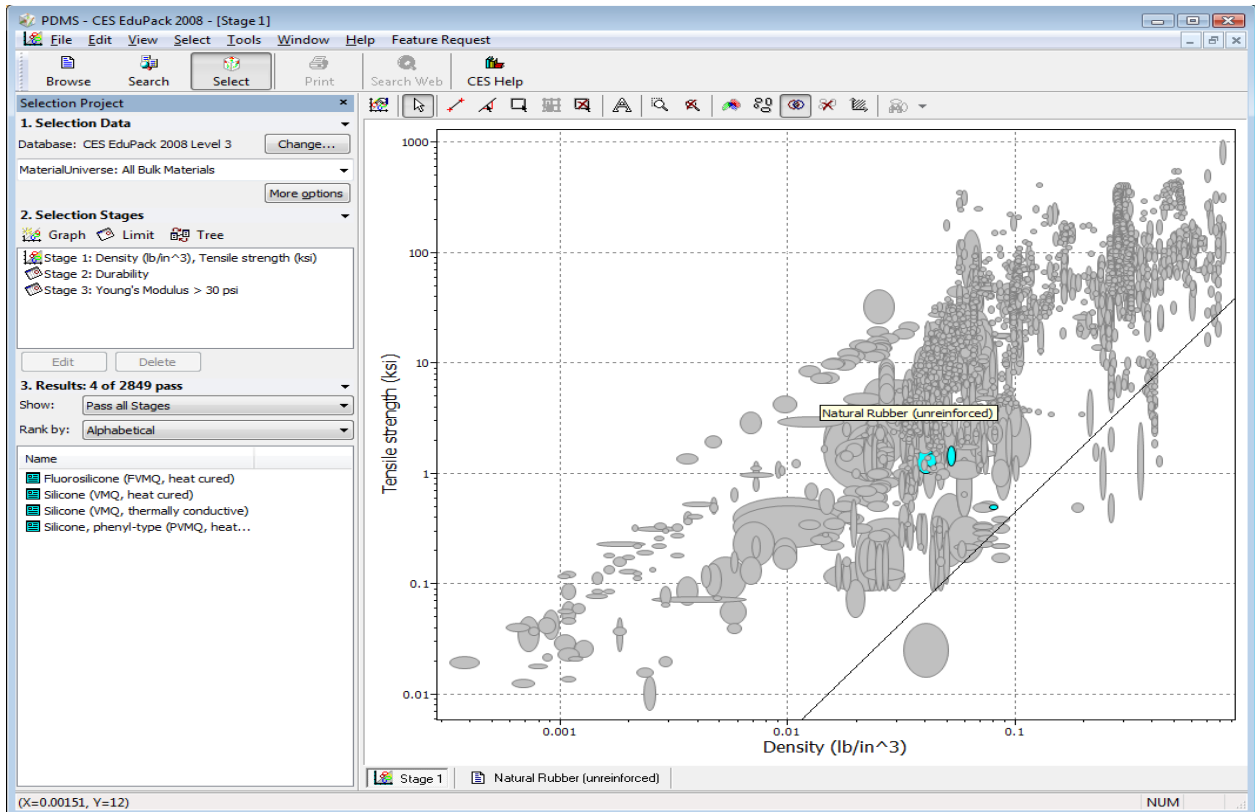 PDMS - CES EduPack 2008 - [Stage 1]
File Edit View Select Tools Window Help Feature Request
Browse Search Select Print Search Web CES Help
Selection Project
1. Selection Data
Database: CES EduPack 2008 Level 3 Change...
MaterialUniverse: All Bulk Materials
More options
2. Selection Stages
Graph Limit Tree
Stage 1: Density (lb/in^3), Tensile strength (ksi)
Stage 2: Durability
Stage 3: Young's Modulus > 30 psi
Edit Delete
3. Results: 4 of 2849 pass
Show: Pass all Stages
Rank by: Alphabetical
Name
Fluorosilicone (FVMQ, heat cured)
Silicone (VMQ, heat cured)
Silicone (VMQ, thermally conductive)
Silicone, phenyl-type (PVMQ, heat...
1000
100
10
1
0.1
0.01
Tensile strength (ksi)
Natural Rubber (unreinforced)
0.001 0.01 0.1
Density (lb/in^3)
Stage 1 Natural Rubber (unreinforced)
(X=0.00151, Y=12) NUM